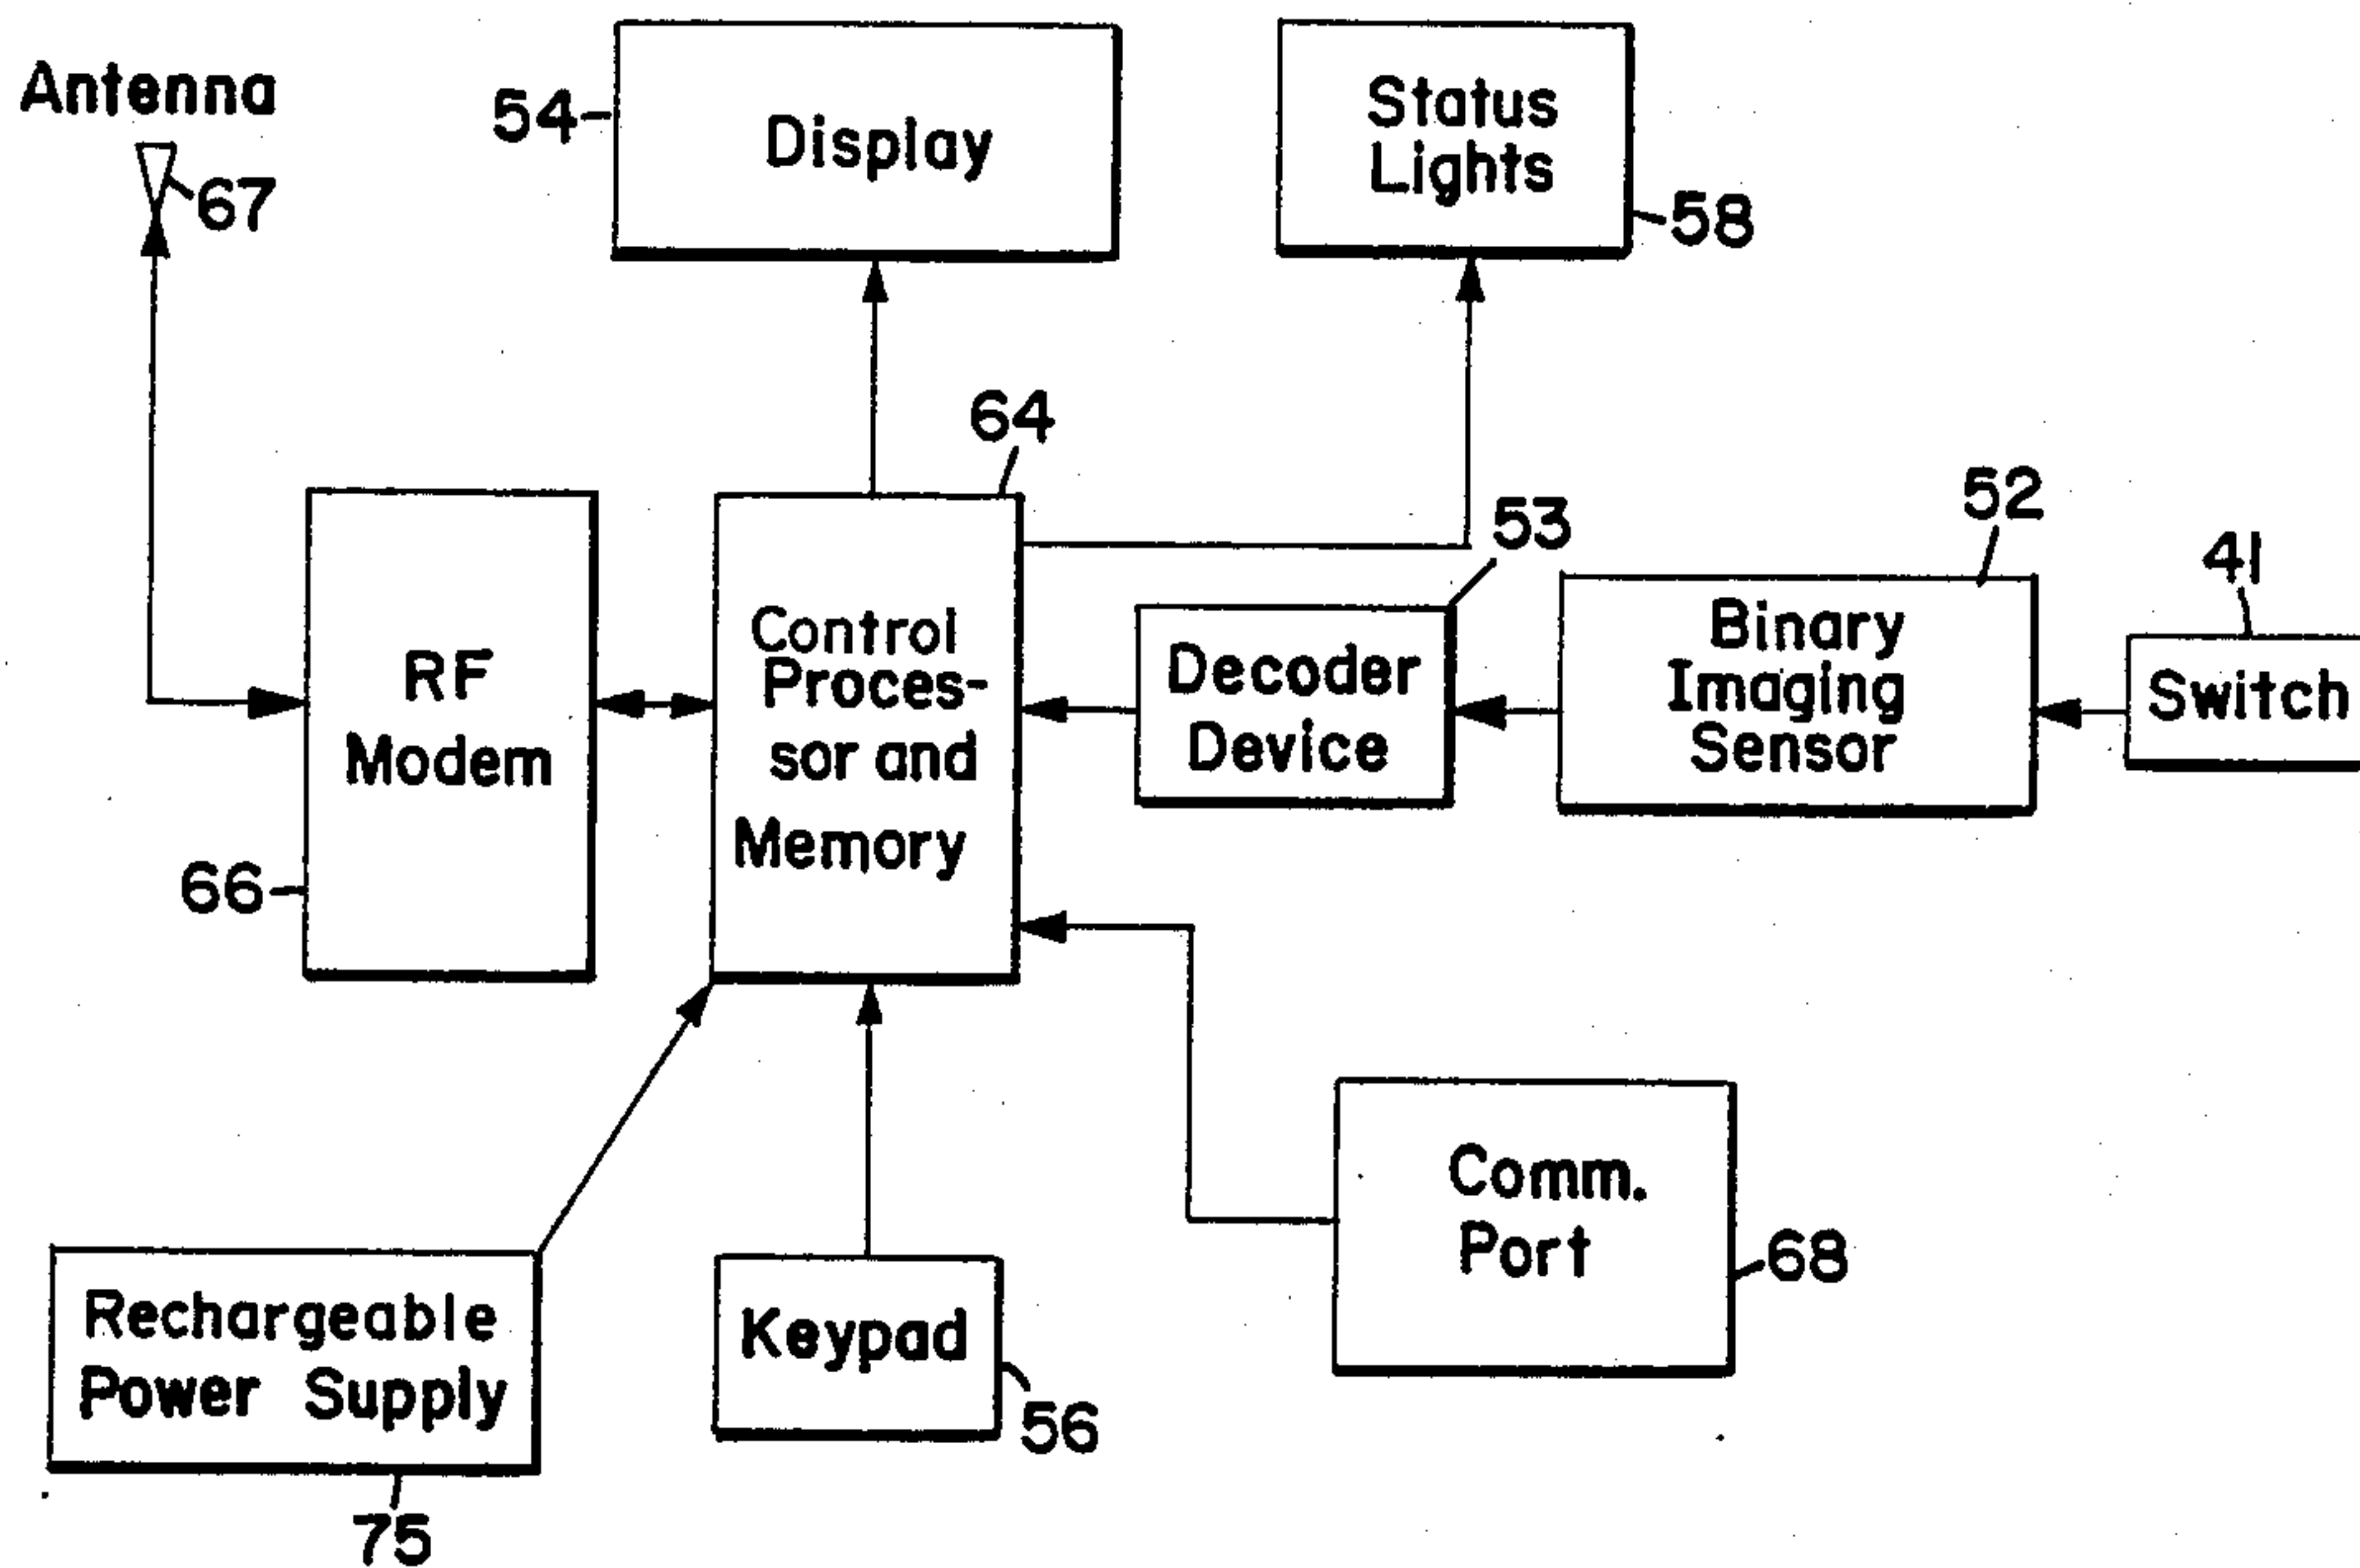 Antenna
67
54
Display
Status
Lights
58
64
53
52
41
RF
Modem
66
Control
Proces-
sor and
Memory
Decoder
Device
Binary
Imaging
Sensor
Switch
Rechargeable
Power Supply
75
Keypad
56
Comm.
Port
68